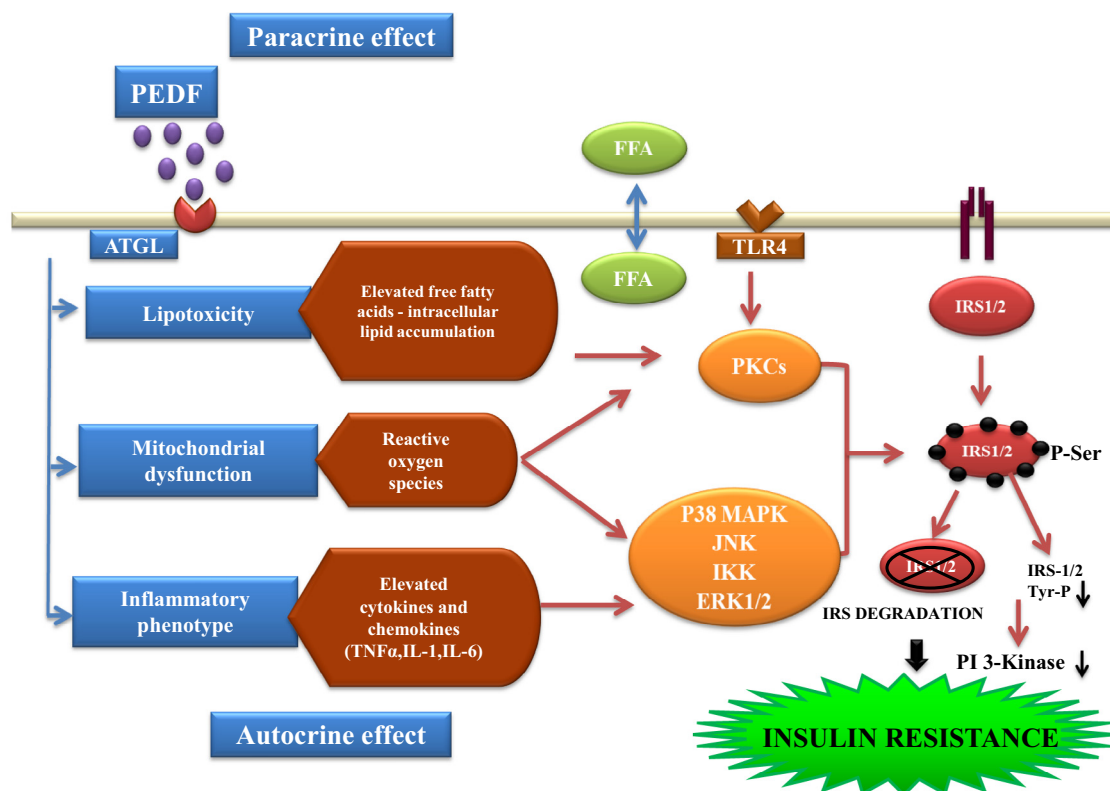 Paracrine effect
PEDF
FFA
ATGL
TLR4
FFA
Lipotoxicity
Elevated free fatty
acids - intracellular
lipid accumulation
IRS1/2
PKCs
Mitochondrial
dysfunction
Reactive
oxygen
species
IRS1/2
P-Ser
P38 MAPK
JNK
IKK
ERK1/2
Inflammatory
phenotype
Elevated
cytokines and
chemokines
(TNFα,IL-1,IL-6)
IRS1/2
IRS DEGRADATION
IRS-1/2
Tyr-P
PI 3-Kinase
Autocrine effect
INSULIN RESISTANCE